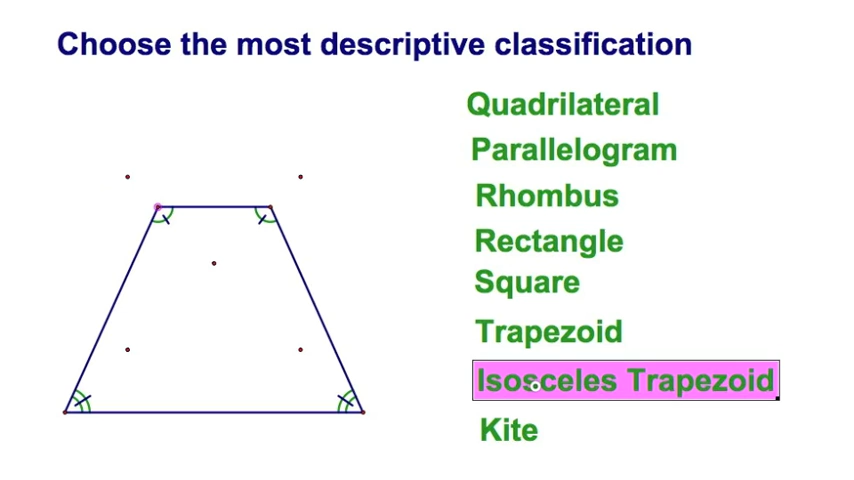 Choose the most descriptive classification
Quadrilateral
Parallelogram
Rhombus
Rectangle
Square
Trapezoid
Isosceles Trapezoid
Kite